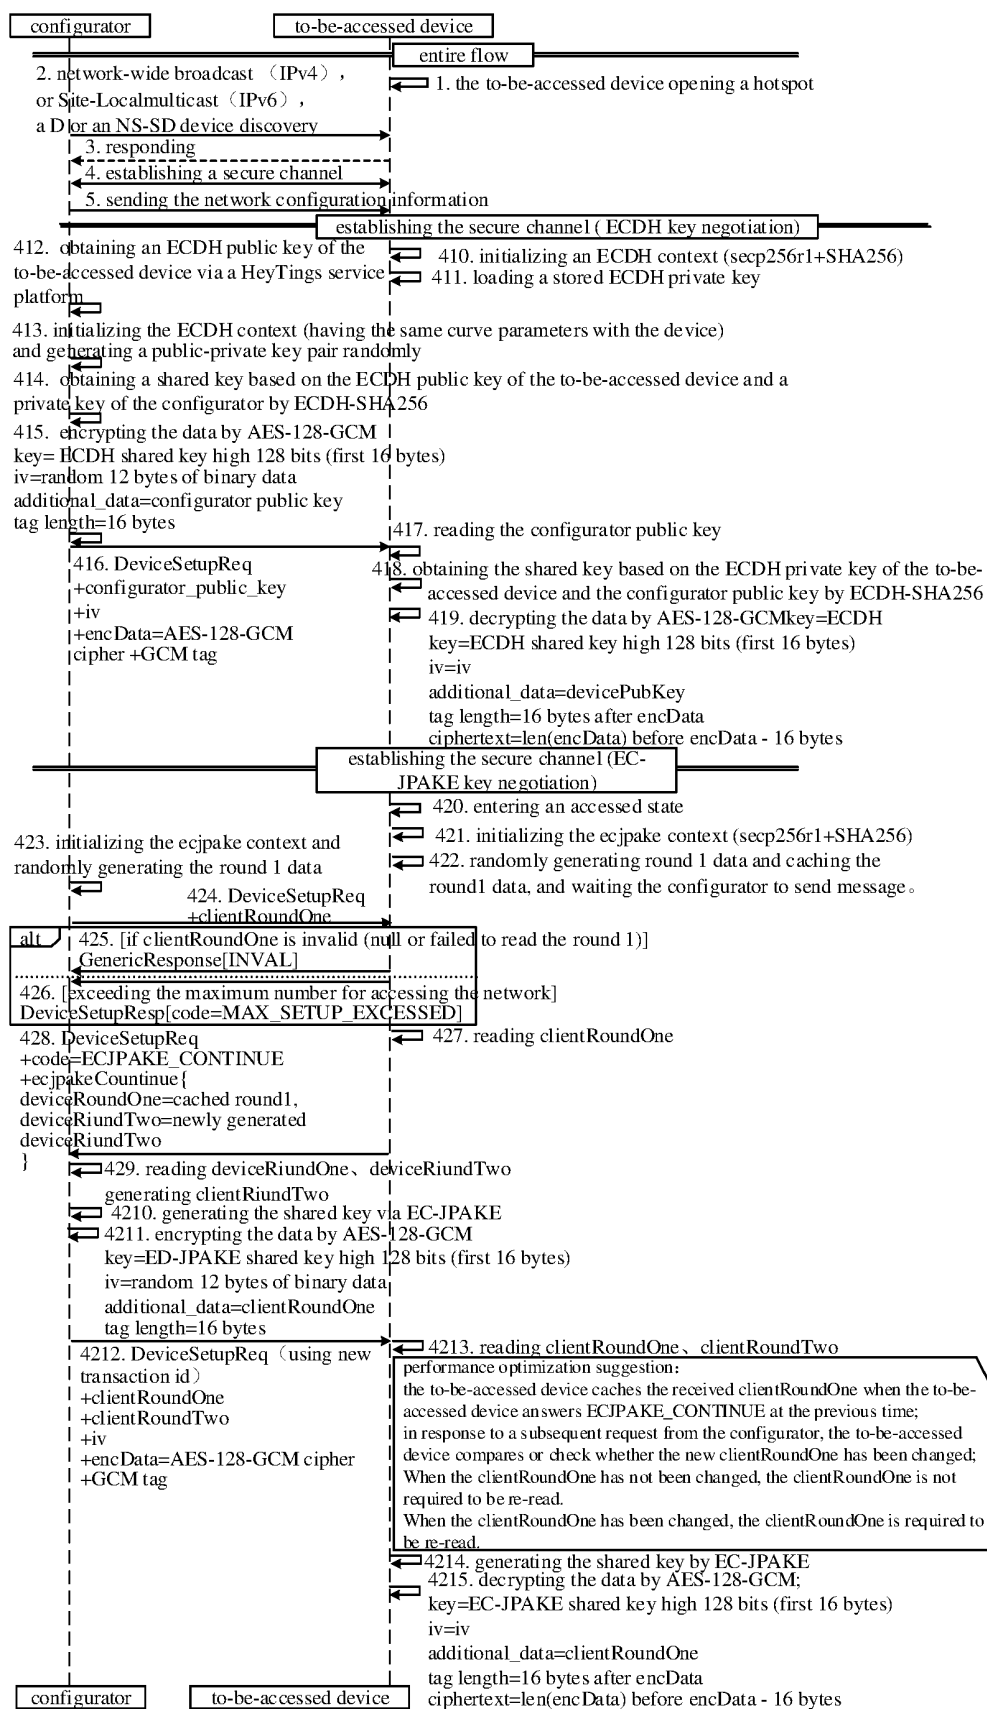 configurator
to-be-accessed device
entire flow
2. network-wide broadcast （IPv4）,
or Site-Localmulticast（IPv6）,
a D or an NS-SD device discovery
1. the to-be-accessed device opening a hotspot
3. responding
4. establishing a secure channel
5. sending the network configuration information
establishing the secure channel ( ECDH key negotiation)
412. obtaining an ECDH public key of the
to-be-accessed device via a HeyTings service
platform
410. initializing an ECDH context (secp256r1+SHA256)
411. loading a stored ECDH private key
413. initializing the ECDH context (having the same curve parameters with the device)
and generating a public-private key pair randomly
414. obtaining a shared key based on the ECDH public key of the to-be-accessed device and a
private key of the configurator by ECDH-SHA256
415. encrypting the data by AES-128-GCM
key= ECDH shared key high 128 bits (first 16 bytes)
iv=random 12 bytes of binary data
additional_data=configurator public key
tag length=16 bytes
417. reading the configurator public key
416. DeviceSetupReq
+configurator_public_key
+iv
+encData=AES-128-GCM
cipher +GCM tag
418. obtaining the shared key based on the ECDH private key of the to-be-
accessed device and the configurator public key by ECDH-SHA256
419. decrypting the data by AES-128-GCMkey=ECDH
key=ECDH shared key high 128 bits (first 16 bytes)
iv=iv
additional_data=devicePubKey
tag length=16 bytes after encData
ciphertext=len(encData) before encData - 16 bytes
establishing the secure channel (EC-
JPAKE key negotiation)
420. entering an accessed state
421. initializing the ecjpake context (secp256r1+SHA256)
423. initializing the ecjpake context and
randomly generating the round 1 data
422. randomly generating round 1 data and caching the
round1 data, and waiting the configurator to send message。
424. DeviceSetupReq
+clientRoundOne
alt
425. [if clientRoundOne is invalid (null or failed to read the round 1)]
GenericResponse[INVAL]
426. [exceeding the maximum number for accessing the network]
DeviceSetupResp[code=MAX_SETUP_EXCESSED]
427. reading clientRoundOne
428. DeviceSetupReq
+code=ECJPAKE_CONTINUE
+ecjpakeCountinue{
deviceRoundOne=cached round1,
deviceRiundTwo=newly generated
deviceRiundTwo
}
429. reading deviceRiundOne、deviceRiundTwo
generating clientRiundTwo
4210. generating the shared key via EC-JPAKE
4211. encrypting the data by AES-128-GCM
key=ED-JPAKE shared key high 128 bits (first 16 bytes)
iv=random 12 bytes of binary data
additional_data=clientRoundOne
tag length=16 bytes
4213. reading clientRoundOne、clientRoundTwo
4212. DeviceSetupReq（using new
transaction id）
+clientRoundOne
+clientRoundTwo
+iv
+encData=AES-128-GCM cipher
+GCM tag
performance optimization suggestion:
the to-be-accessed device caches the received clientRoundOne when the to-be-
accessed device answers ECJPAKE_CONTINUE at the previous time;
in response to a subsequent request from the configurator, the to-be-accessed
device compares or check whether the new clientRoundOne has been changed;
When the clientRoundOne has not been changed, the clientRoundOne is not
required to be re-read.
When the clientRoundOne has been changed, the clientRoundOne is required to
be re-read.
4214. generating the shared key by EC-JPAKE
4215. decrypting the data by AES-128-GCM;
key=EC-JPAKE shared key high 128 bits (first 16 bytes)
iv=iv
additional_data=clientRoundOne
tag length=16 bytes after encData
ciphertext=len(encData) before encData - 16 bytes
configurator
to-be-accessed device